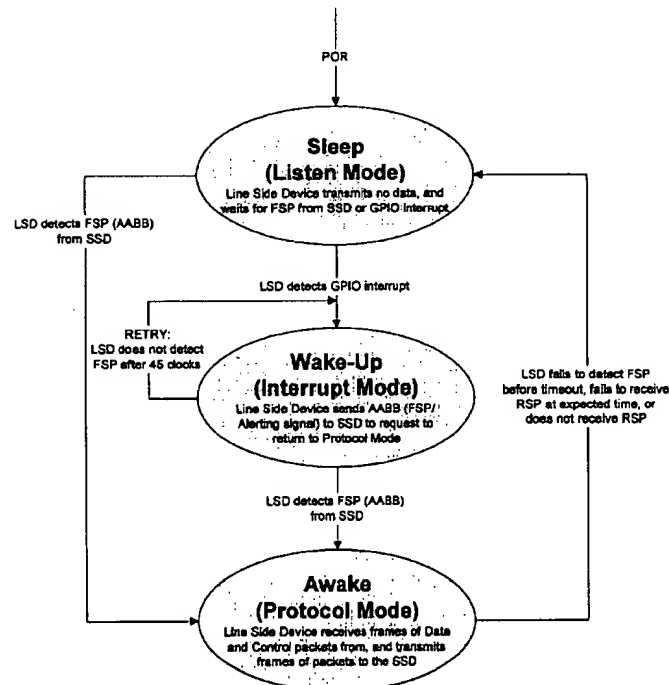 POR
Sleep
(Listen Mode)
Line Side Device transmits no data, and
waits for FSP from SSD or GPIO Interrupt
LSD detects FSP (AABB)
from SSD
LSD detects GPIO interrupt
RETRY:
LSD does not detect
FSP after 45 clocks
Wake-Up
(Interrupt Mode)
Line Side Device sends AABB (FSP/
Alerting signal) to SSD to request to
return to Protocol Mode
LSD fails to detect FSP
before timeout, fails to receive
RSP at expected time, or
does not receive RSP
LSD detects FSP (AABB)
from SSD
Awake
(Protocol Mode)
Line Side Device receives frames of Data
and Control packets from, and transmits
frames of packets to the SSD